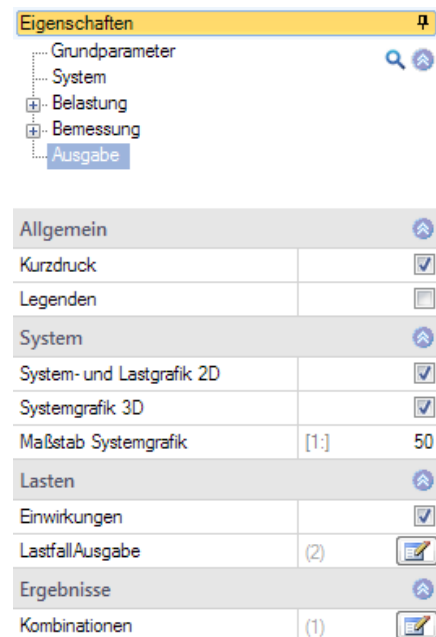 Eigenschaften
Grundparameter
System
Belastung
Bemessung
Ausgabe
Allgemein
Kurzdruck
Legenden
System
System- und Lastgrafik 2D
Systemgrafik 3D
Maßstab Systemgrafik [1:] 50
Lasten
Einwirkungen
LastfallAusgabe (2)
Ergebnisse
Kombinationen (1)